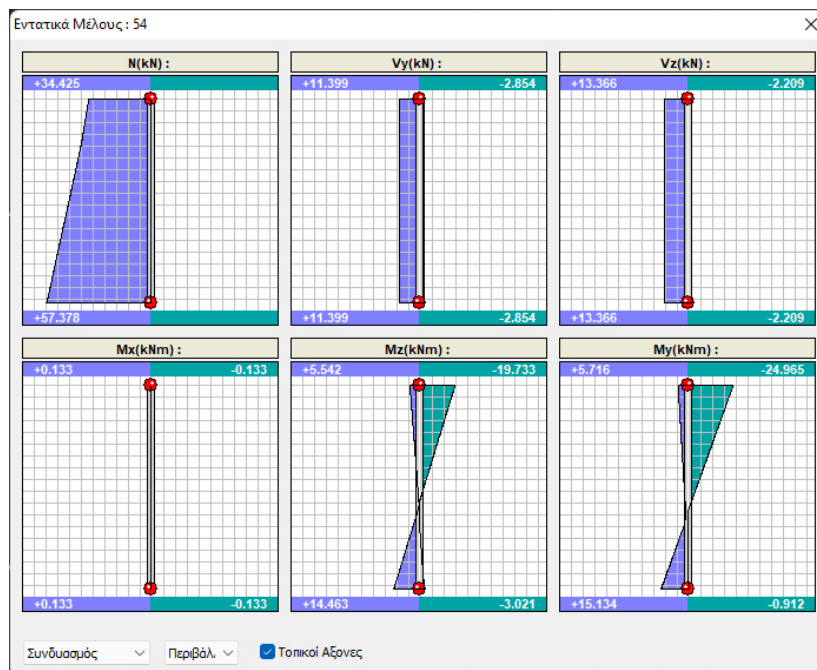 Εντατικά Μέλους : 54
N(kN) : Vy(kN) : Vz(kN) :
+34.425 +11.399 -2.854 +13.366 -2.209
+57.378 +11.399 -2.854 +13.366 -2.209
Mx(kNm) : Mz(kNm) : My(kNm) :
+0.133 -0.133 +5.542 -19.733 +5.716 -24.965
+0.133 -0.133 +14.463 -3.021 +15.134 -0.912
Συνδυασμός Περιβάλ. Τοπικοί Αξονες